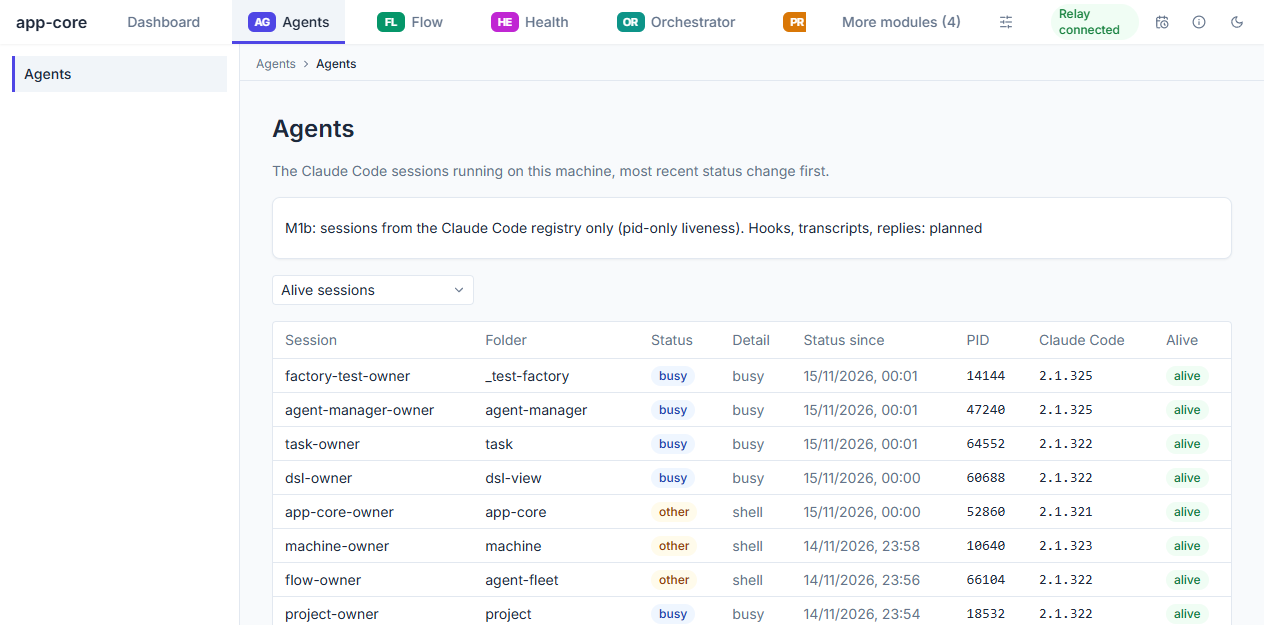 app-core Dashboard AG Agents FL Flow HE Health OR Orchestrator PR More modules (4) Relay connected
Agents
Agents > Agents
Agents
The Claude Code sessions running on this machine, most recent status change first.
M1b: sessions from the Claude Code registry only (pid-only liveness). Hooks, transcripts, replies: planned
Alive sessions
Session Folder Status Detail Status since PID Claude Code Alive
factory-test-owner _test-factory busy busy 15/11/2026, 00:01 14144 2.1.325 alive
agent-manager-owner agent-manager busy busy 15/11/2026, 00:01 47240 2.1.325 alive
task-owner task busy busy 15/11/2026, 00:01 64552 2.1.322 alive
dsl-owner dsl-view busy busy 15/11/2026, 00:00 60688 2.1.322 alive
app-core-owner app-core other shell 15/11/2026, 00:00 52860 2.1.321 alive
machine-owner machine other shell 14/11/2026, 23:58 10640 2.1.323 alive
flow-owner agent-fleet other shell 14/11/2026, 23:56 66104 2.1.322 alive
project-owner project busy busy 14/11/2026, 23:54 18532 2.1.322 alive